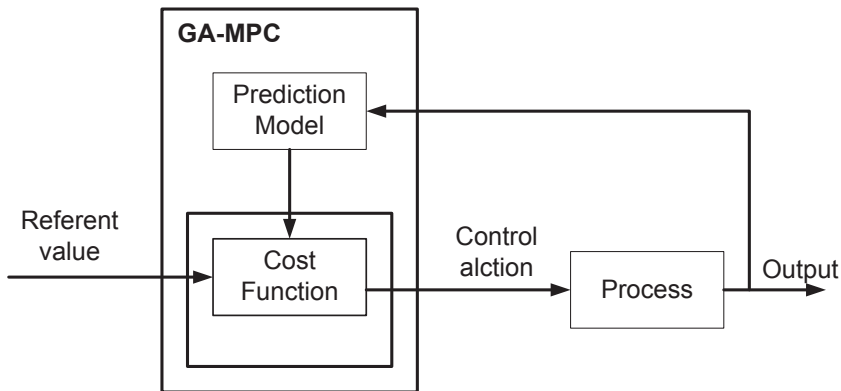 GA-MPC
Prediction
Model
Referent
value
Cost
Function
Control
alction
Process
Output